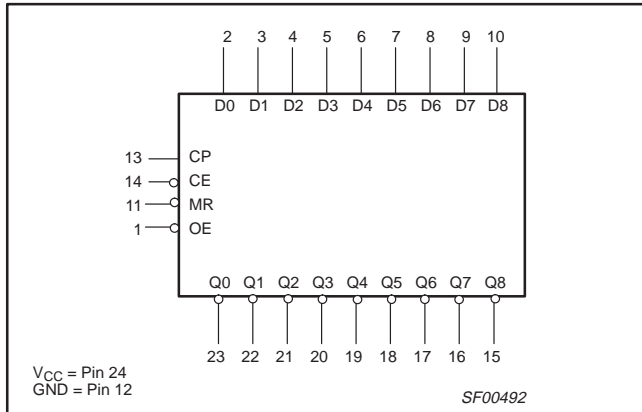 2 3 4 5 6 7 8 9 10
D0 D1 D2 D3 D4 D5 D6 D7 D8
13 CP
14 CE
11 MR
1 OE
Q0 Q1 Q2 Q3 Q4 Q5 Q6 Q7 Q8
23 22 21 20 19 18 17 16 15
VCC = Pin 24
GND = Pin 12
SF00492